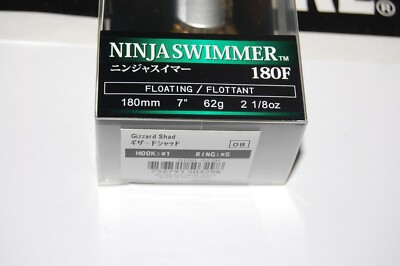 NINJA SWIMMER™
ニンジャスイマー 180F
FLOATING / FLOTTANT
180mm 7" 62g 2 1/8oz
Gizzard Shad
ギザードシャッド 08
HOOK:#1 RING:#5